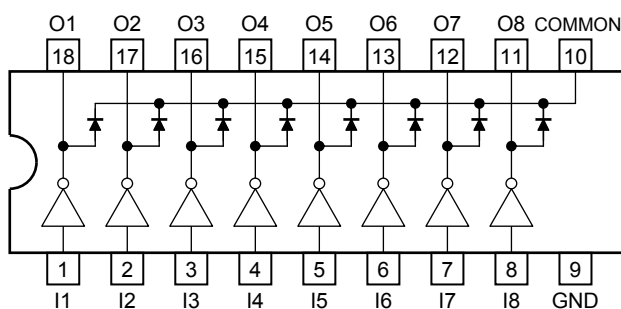 O1 O2 O3 O4 O5 O6 O7 O8 COMMON
18 17 16 15 14 13 12 11 10
1 2 3 4 5 6 7 8 9
I1 I2 I3 I4 I5 I6 I7 I8 GND